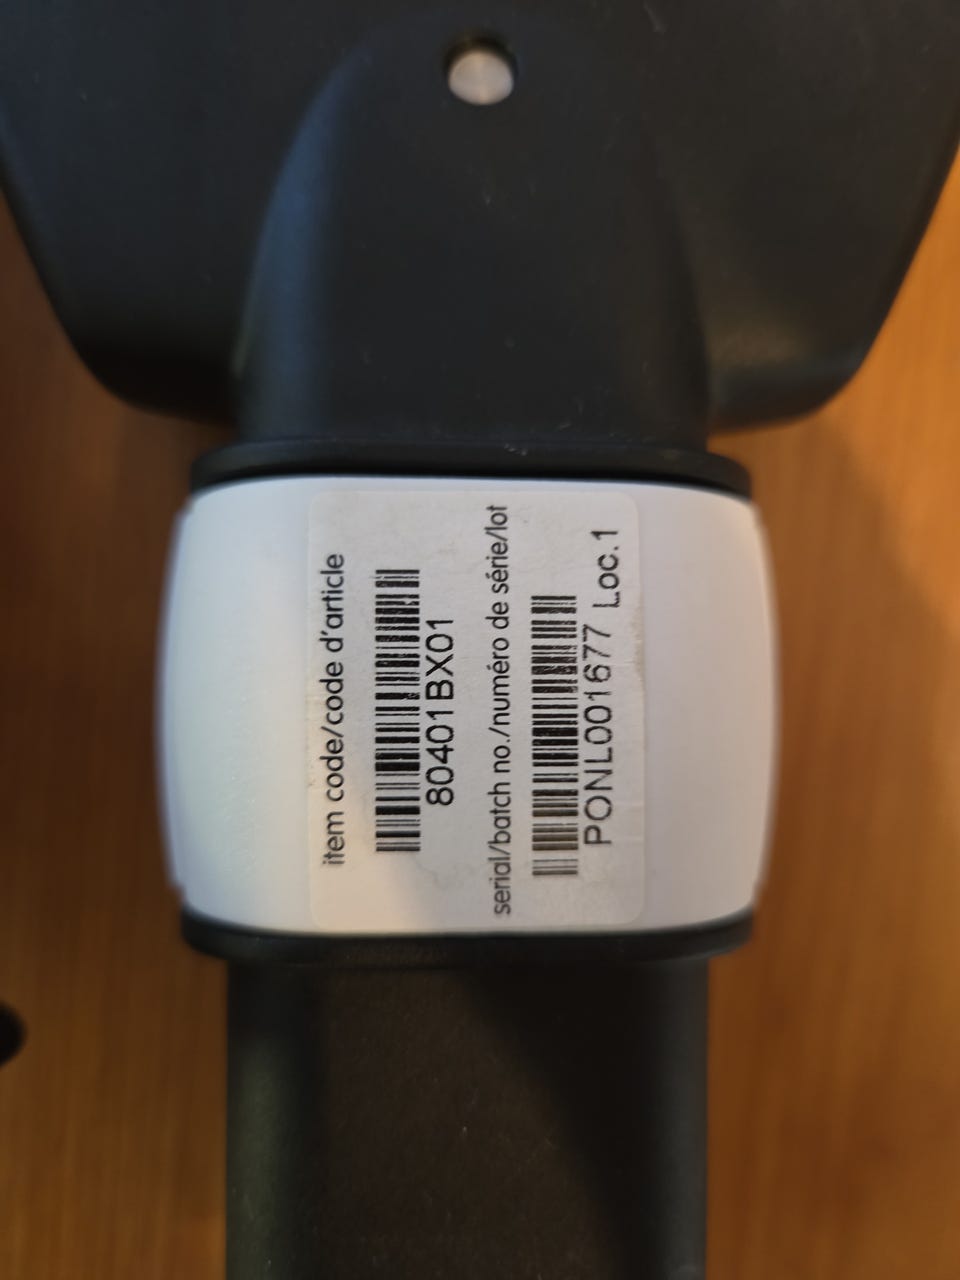 item code/code d'article
80401BX01
serial/batch no./numéro de série/lot
PONL001677 Loc.1